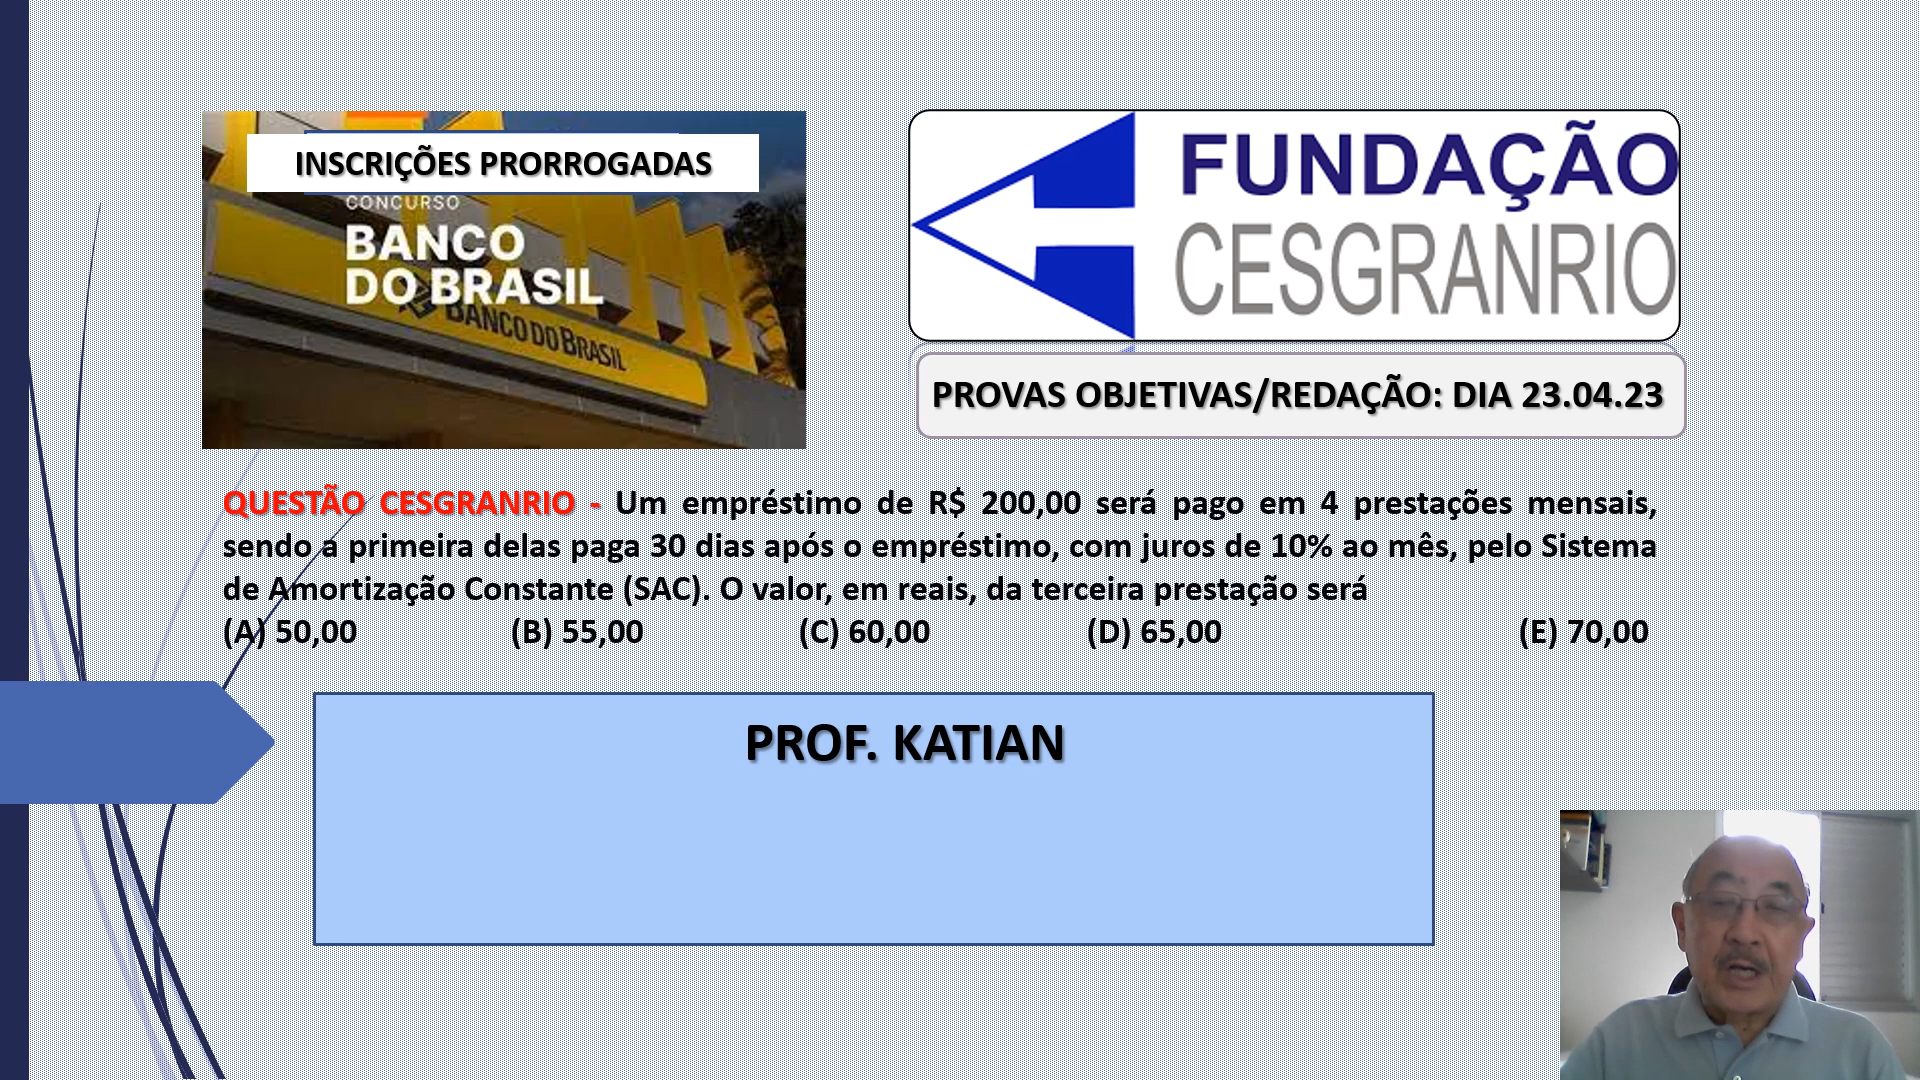 INSCRIÇÕES PRORROGADAS
CONCURSO
BANCO
DO BRASIL
BANCO DO BRASIL
FUNDAÇÃO
CESGRANRIO
PROVAS OBJETIVAS/REDAÇÃO: DIA 23.04.23
QUESTÃO CESGRANRIO - Um empréstimo de R$ 200,00 será pago em 4 prestações mensais,
sendo a primeira delas paga 30 dias após o empréstimo, com juros de 10% ao mês, pelo Sistema
de Amortização Constante (SAC). O valor, em reais, da terceira prestação será
(A) 50,00 (B) 55,00 (C) 60,00 (D) 65,00 (E) 70,00
PROF. KATIAN